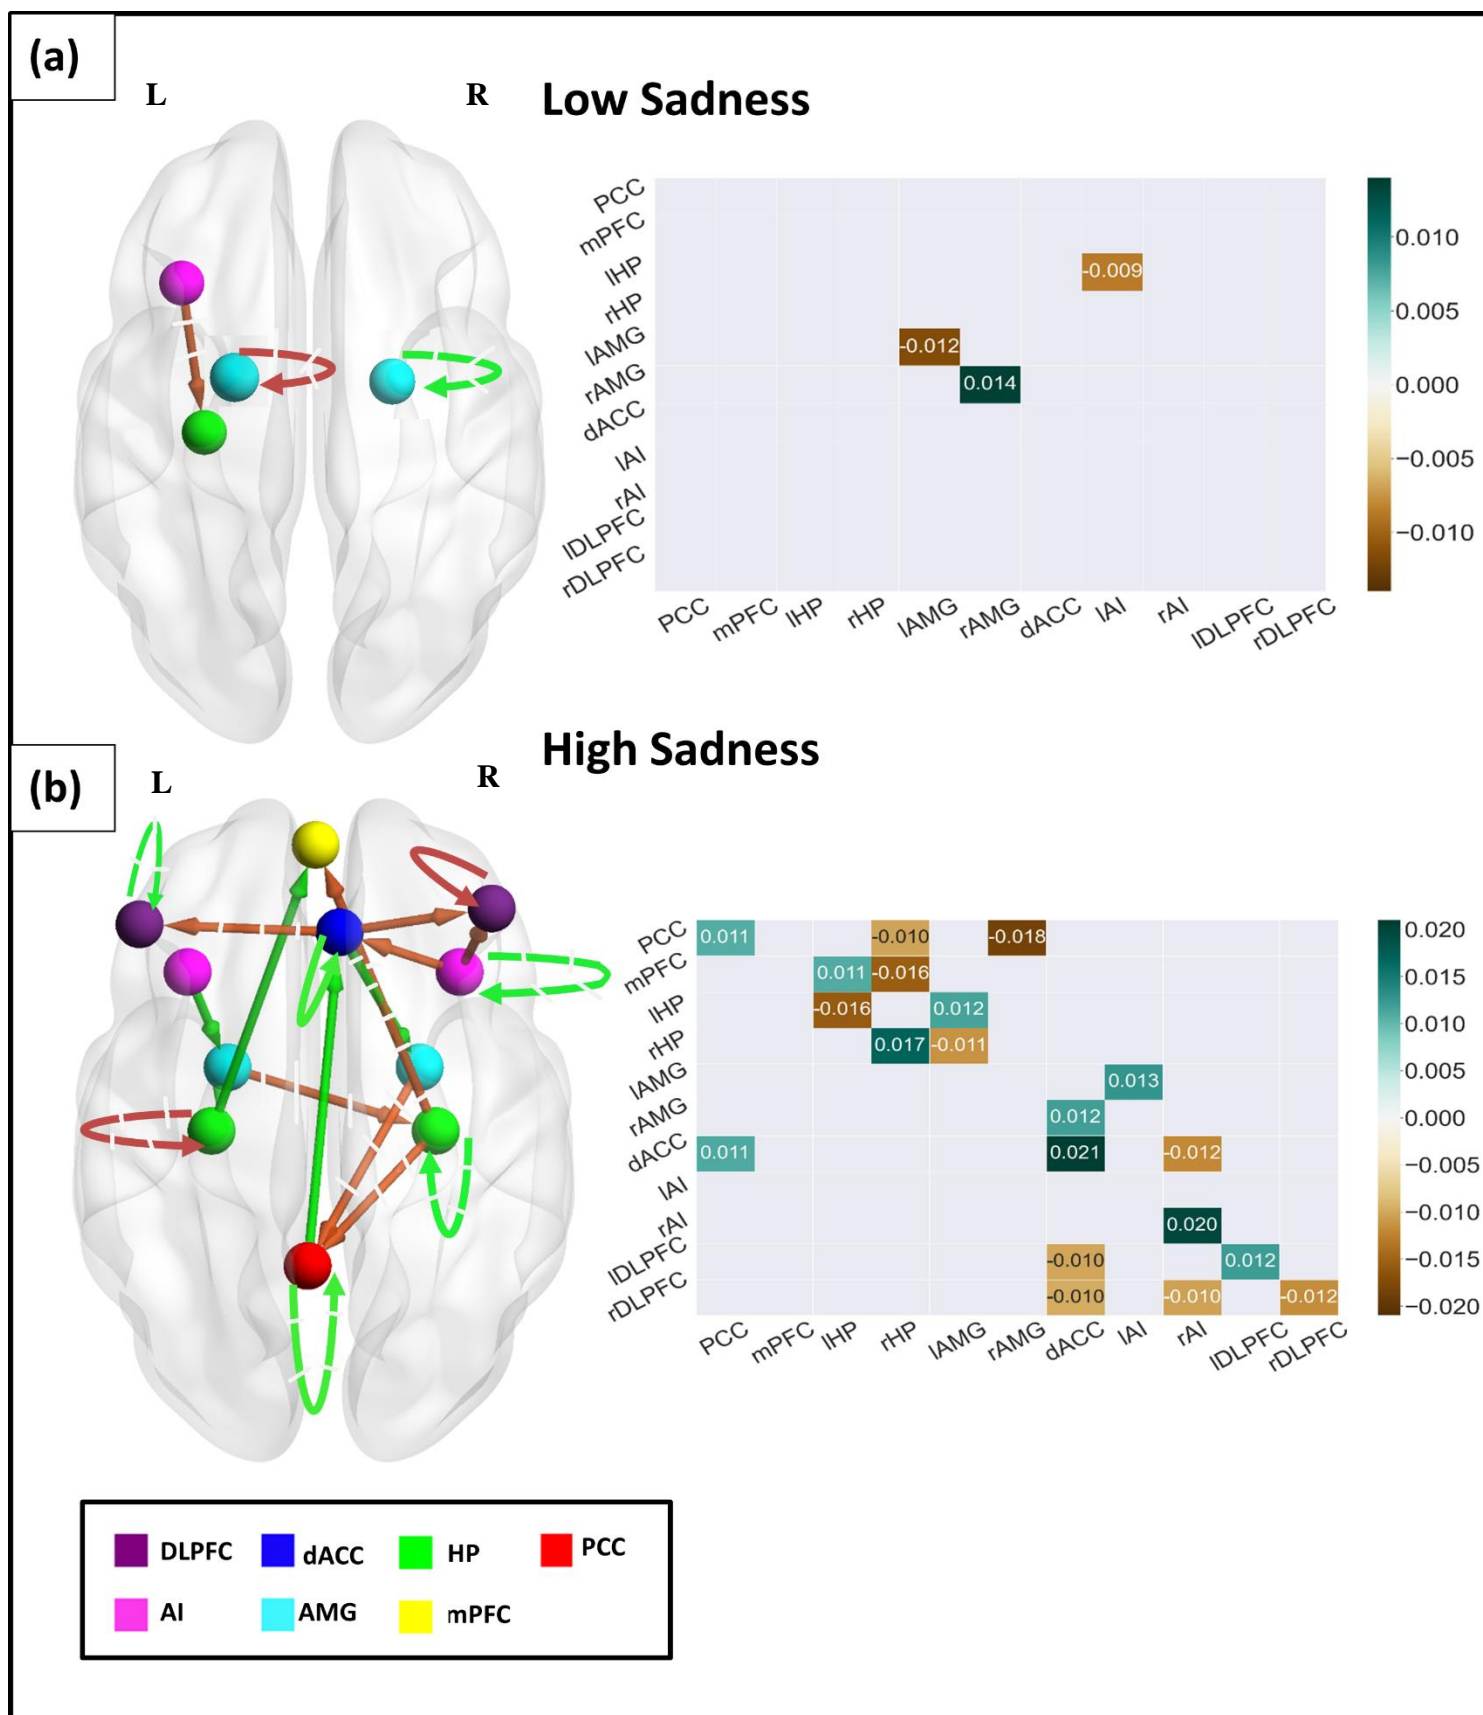 (a)
L
R
Low Sadness
PCC
mPFC
lHP
rHP
lAMG
rAMG
dACC
lAI
rAI
lDLPFC
rDLPFC
-0.009
-0.012
0.014
PCC mPFC lHP rHP lAMG rAMG dACC lAI rAI lDLPFC rDLPFC
0.010
0.005
0.000
−0.005
−0.010
(b)
L
R
High Sadness
PCC 0.011 -0.010 -0.018
mPFC 0.011 -0.016
lHP -0.016 0.012
rHP 0.017 -0.011
lAMG 0.013
rAMG 0.012
dACC 0.011 0.021 -0.012
lAI
rAI 0.020
lDLPFC -0.010 0.012
rDLPFC -0.010 -0.010 -0.012
PCC mPFC lHP rHP lAMG rAMG dACC lAI rAI lDLPFC rDLPFC
0.020
0.015
0.010
0.005
0.000
−0.005
−0.010
−0.015
−0.020
DLPFC dACC HP PCC
AI AMG mPFC